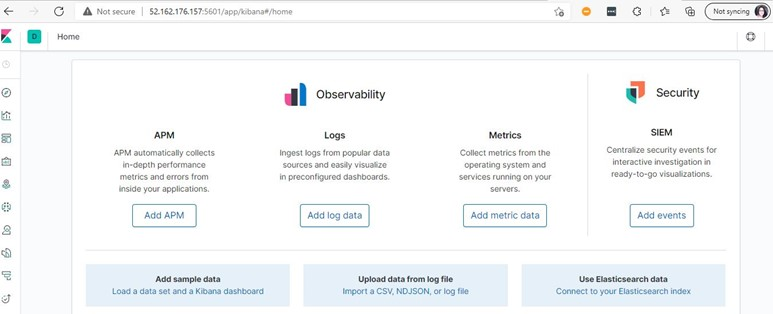 Not secure | 52.162.176.157:5601/app/kibana#/home
Not syncing
D Home
Observability
Security
APM
APM automatically collects
in-depth performance
metrics and errors from
inside your applications.
Add APM
Logs
Ingest logs from popular data
sources and easily visualize
in preconfigured dashboards.
Add log data
Metrics
Collect metrics from the
operating system and
services running on your
servers.
Add metric data
SIEM
Centralize security events for
interactive investigation in
ready-to-go visualizations.
Add events
Add sample data
Load a data set and a Kibana dashboard
Upload data from log file
Import a CSV, NDJSON, or log file
Use Elasticsearch data
Connect to your Elasticsearch index